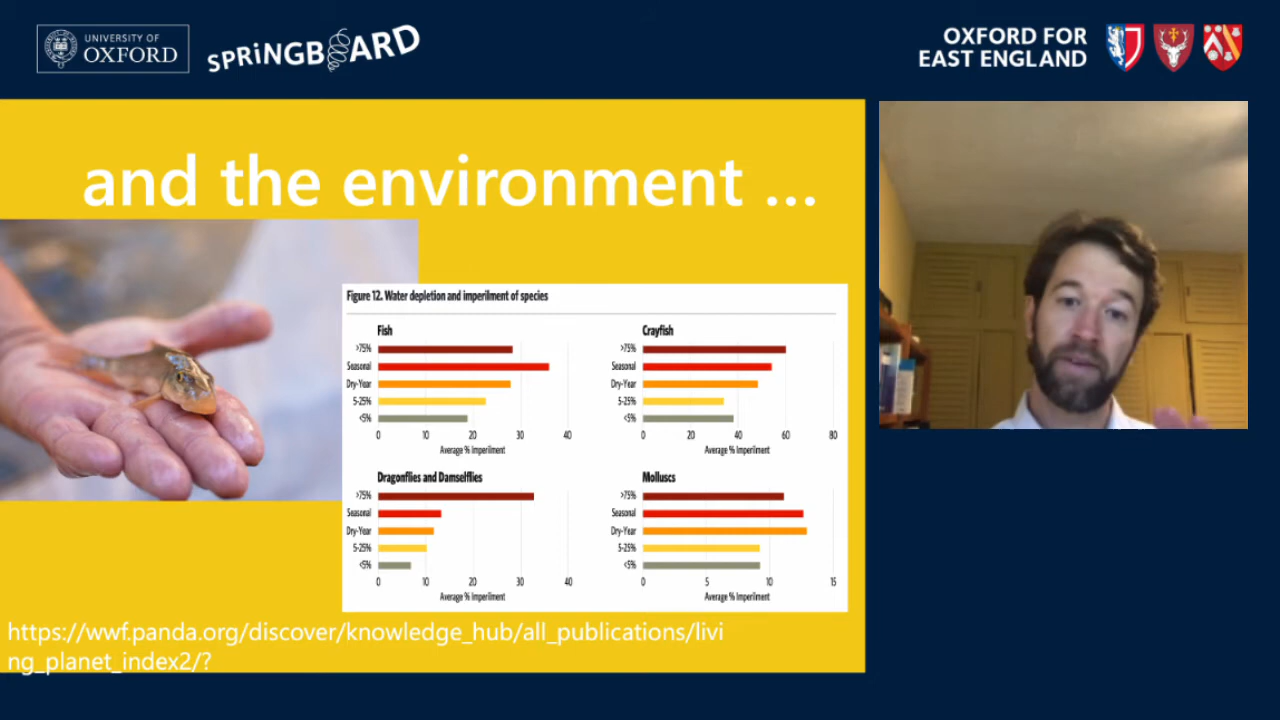 UNIVERSITY OF
OXFORD
SPRiNGBOARD
OXFORD FOR
EAST ENGLAND
and the environment ...
Figure 12. Water depletion and imperilment of species
Fish
>75%
Seasonal
Dry-Year
5-25%
<5%
0 10 20 30 40
Average % Imperilment
Crayfish
>75%
Seasonal
Dry-Year
5-25%
<5%
0 20 40 60 80
Average % Imperilment
Dragonflies and Damselflies
>75%
Seasonal
Dry-Year
5-25%
<5%
0 10 20 30 40
Average % Imperilment
Molluscs
>75%
Seasonal
Dry-Year
5-25%
<5%
0 5 10 15
Average % Imperilment
https://wwf.panda.org/discover/knowledge_hub/all_publications/livi
ng_planet_index2/?